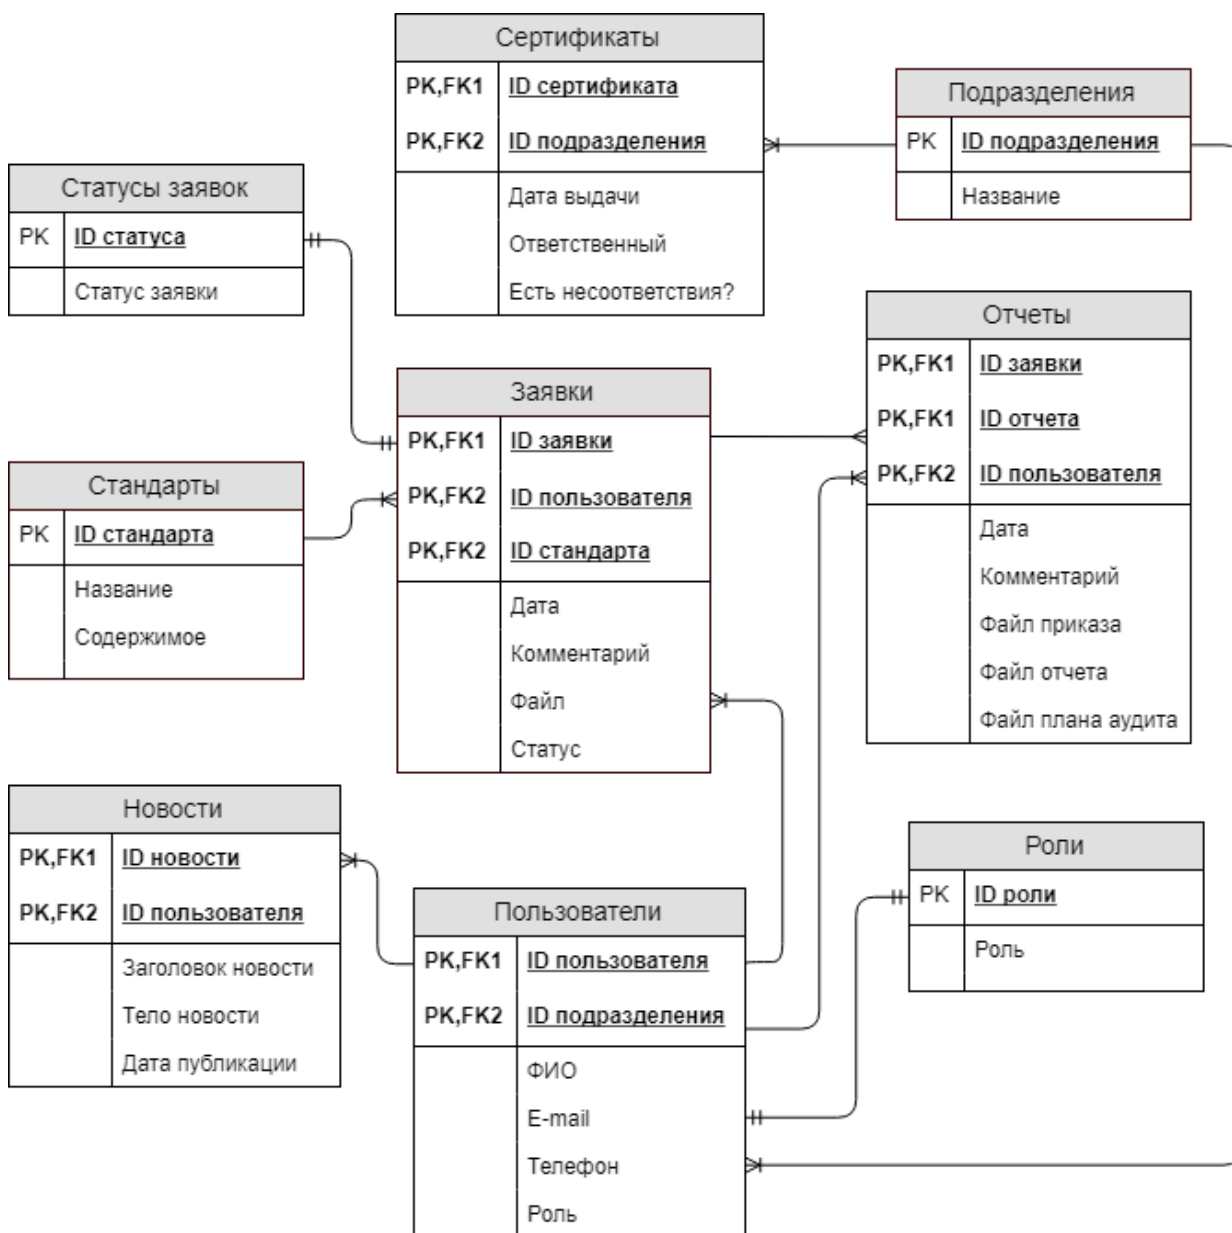 Сертификаты
PK,FK1 ID сертификата
PK,FK2 ID подразделения
Дата выдачи
Ответственный
Есть несоответствия?
Подразделения
PK ID подразделения
Название
Статусы заявок
PK ID статуса
Статус заявки
Отчеты
PK,FK1 ID заявки
PK,FK1 ID отчета
PK,FK2 ID пользователя
Дата
Комментарий
Файл приказа
Файл отчета
Файл плана аудита
Заявки
PK,FK1 ID заявки
PK,FK2 ID пользователя
PK,FK2 ID стандарта
Дата
Комментарий
Файл
Статус
Стандарты
PK ID стандарта
Название
Содержимое
Новости
PK,FK1 ID новости
PK,FK2 ID пользователя
Заголовок новости
Тело новости
Дата публикации
Пользователи
PK,FK1 ID пользователя
PK,FK2 ID подразделения
ФИО
E-mail
Телефон
Роль
Роли
PK ID роли
Роль